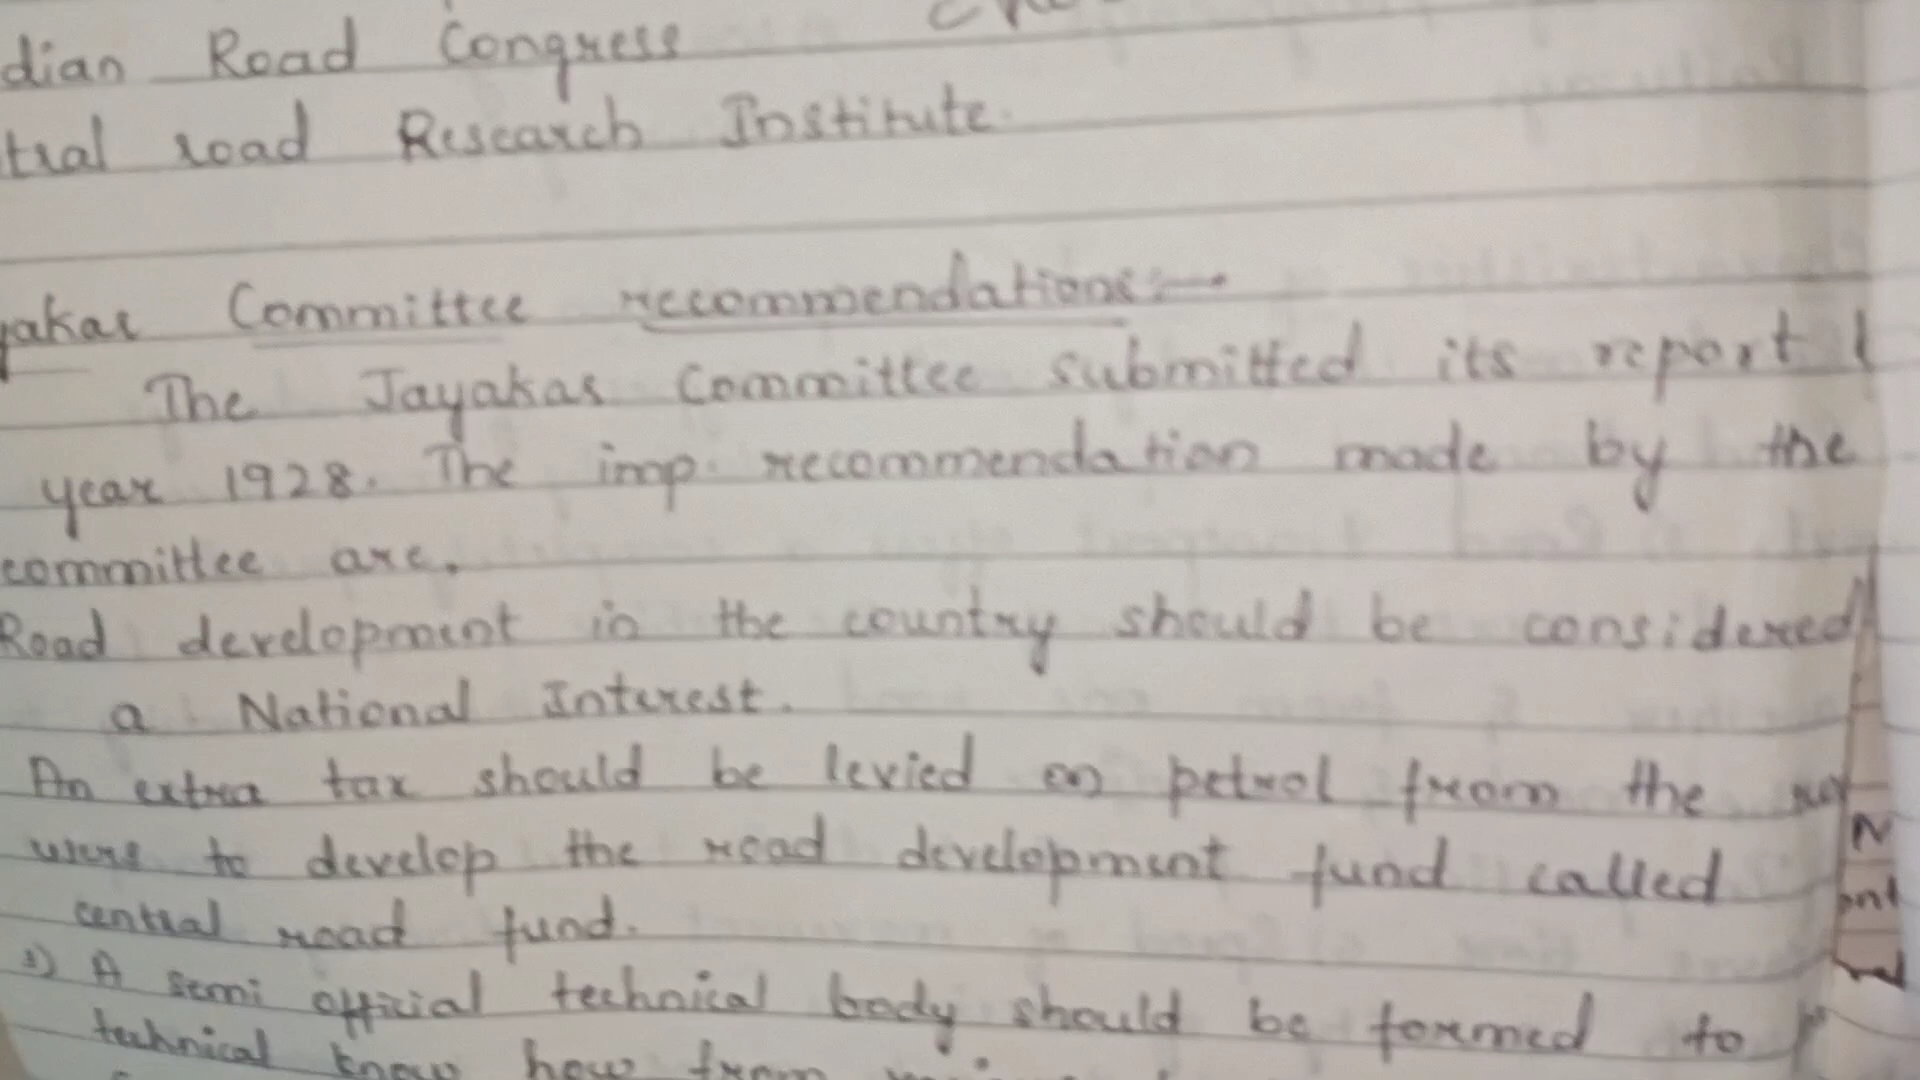 dian Road Congress
tral road Research Institute.
yakar Committee recommendations:-
The Jayakar Committee submitted its report
year 1928. The imp. recommendation made by the
committee are.
Road development in the country should be considered
a National Interest.
An extra tax should be levied on petrol from the
users to develop the road development fund called
central road fund.
3) A semi official technical body should be formed to
technical know how from